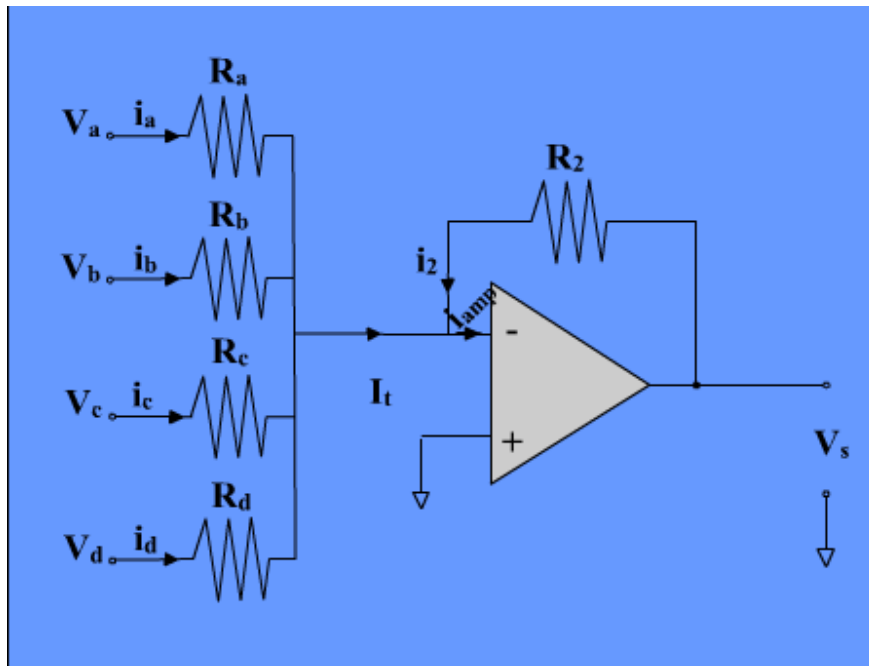 Ra
Va ia
Rb
Vb ib
Rc
Vc ic
Rd
Vd id
It
R2
i2
iamp
-
+
Vs